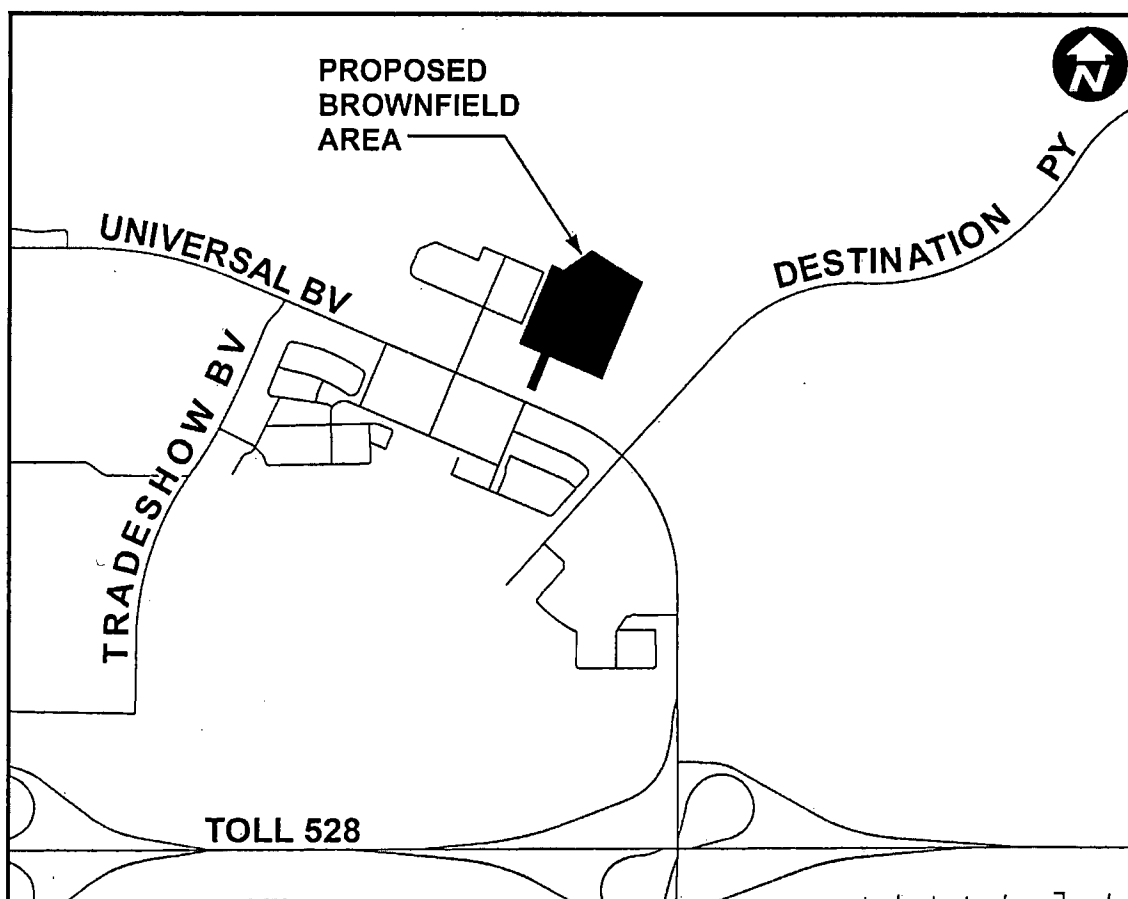 PROPOSED
BROWNFIELD
AREA
N
UNIVERSAL BV
DESTINATION PY
TRADESHOW BV
TOLL 528